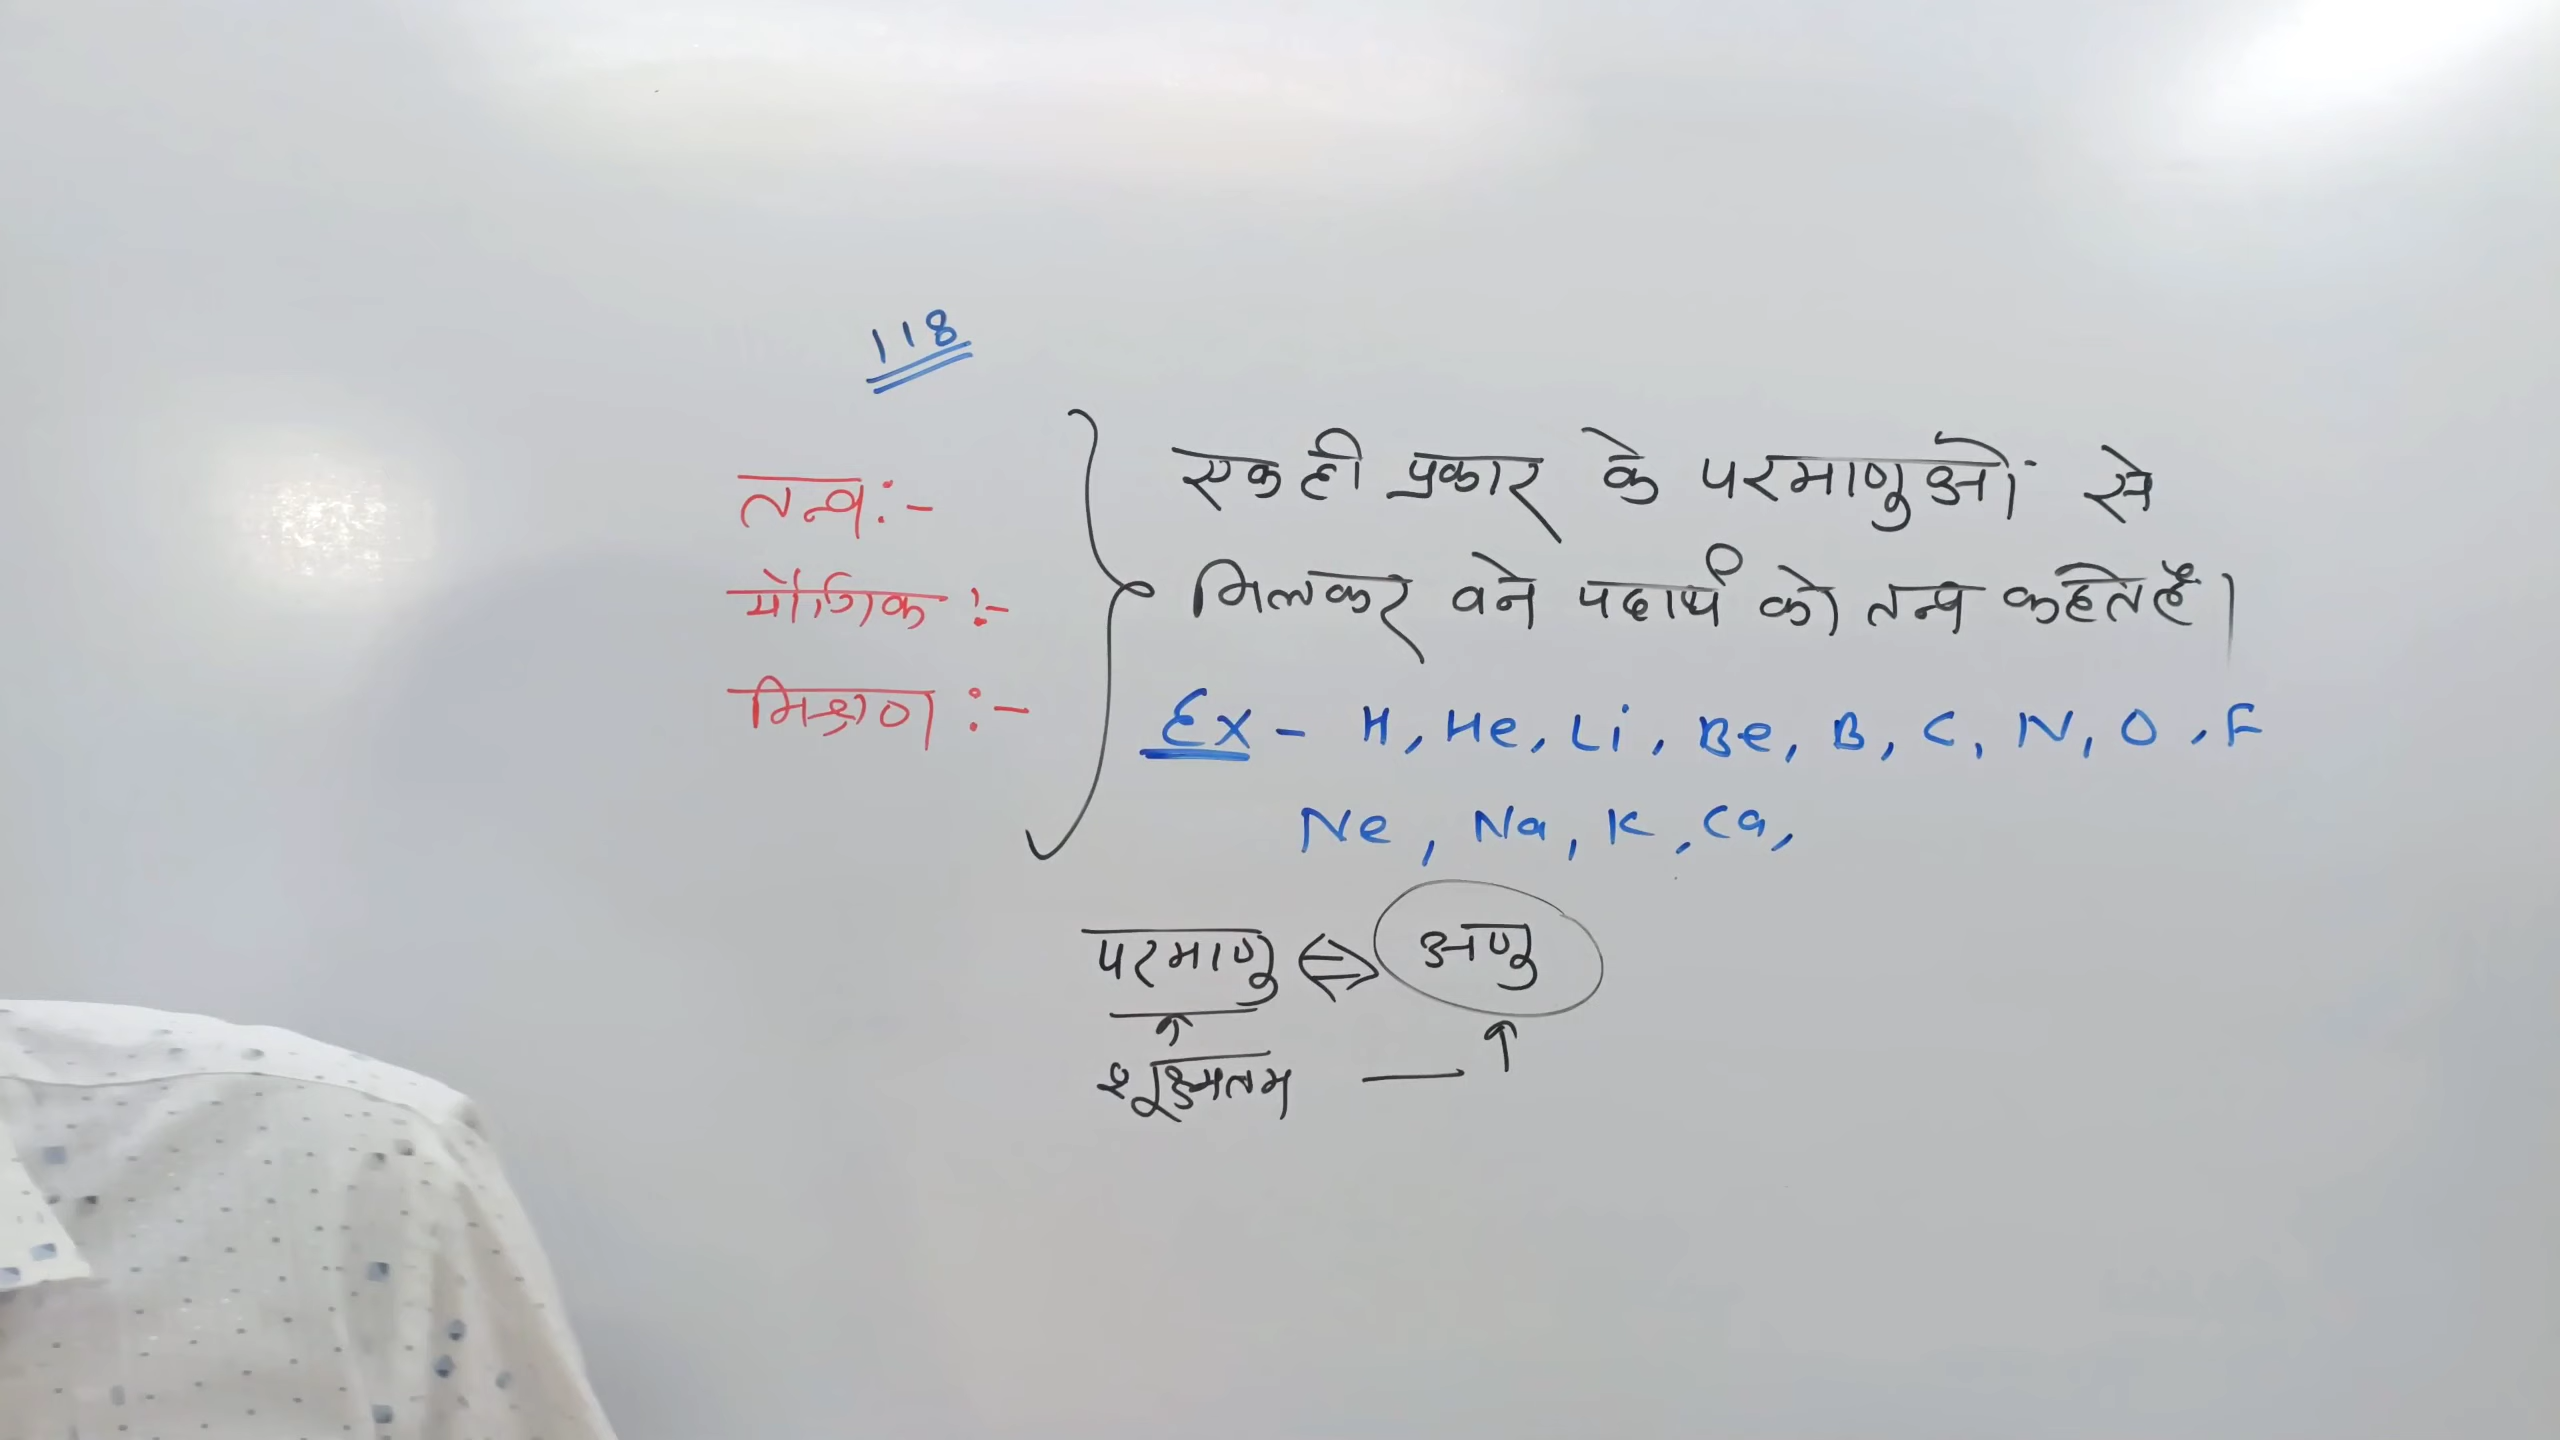 118
तत्व :-
यौगिक :-
मिश्रण :-
एक ही प्रकार के परमाणुओं से
मिलकर बने पदार्थ को तत्व कहते है।
Ex - H, He, Li, Be, B, C, N, O, F
Ne, Na, K, Ca,
परमाणु ⇔ अणु
शूक्ष्मतम